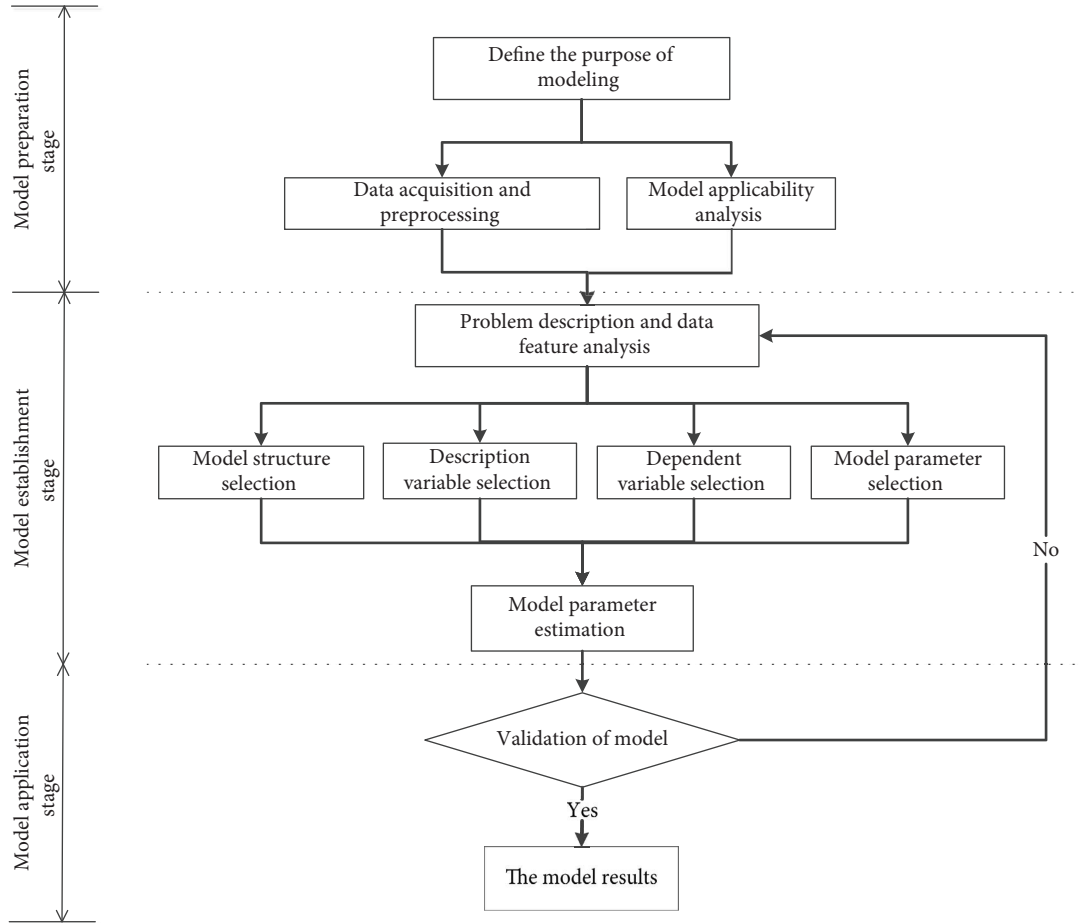 Model preparation
stage
Define the purpose of
modeling
Data acquisition and
preprocessing
Model applicability
analysis
Model establishment
stage
Problem description and data
feature analysis
Model structure
selection
Description
variable selection
Dependent
variable selection
Model parameter
selection
No
Model parameter
estimation
Model application
stage
Validation of model
Yes
The model results